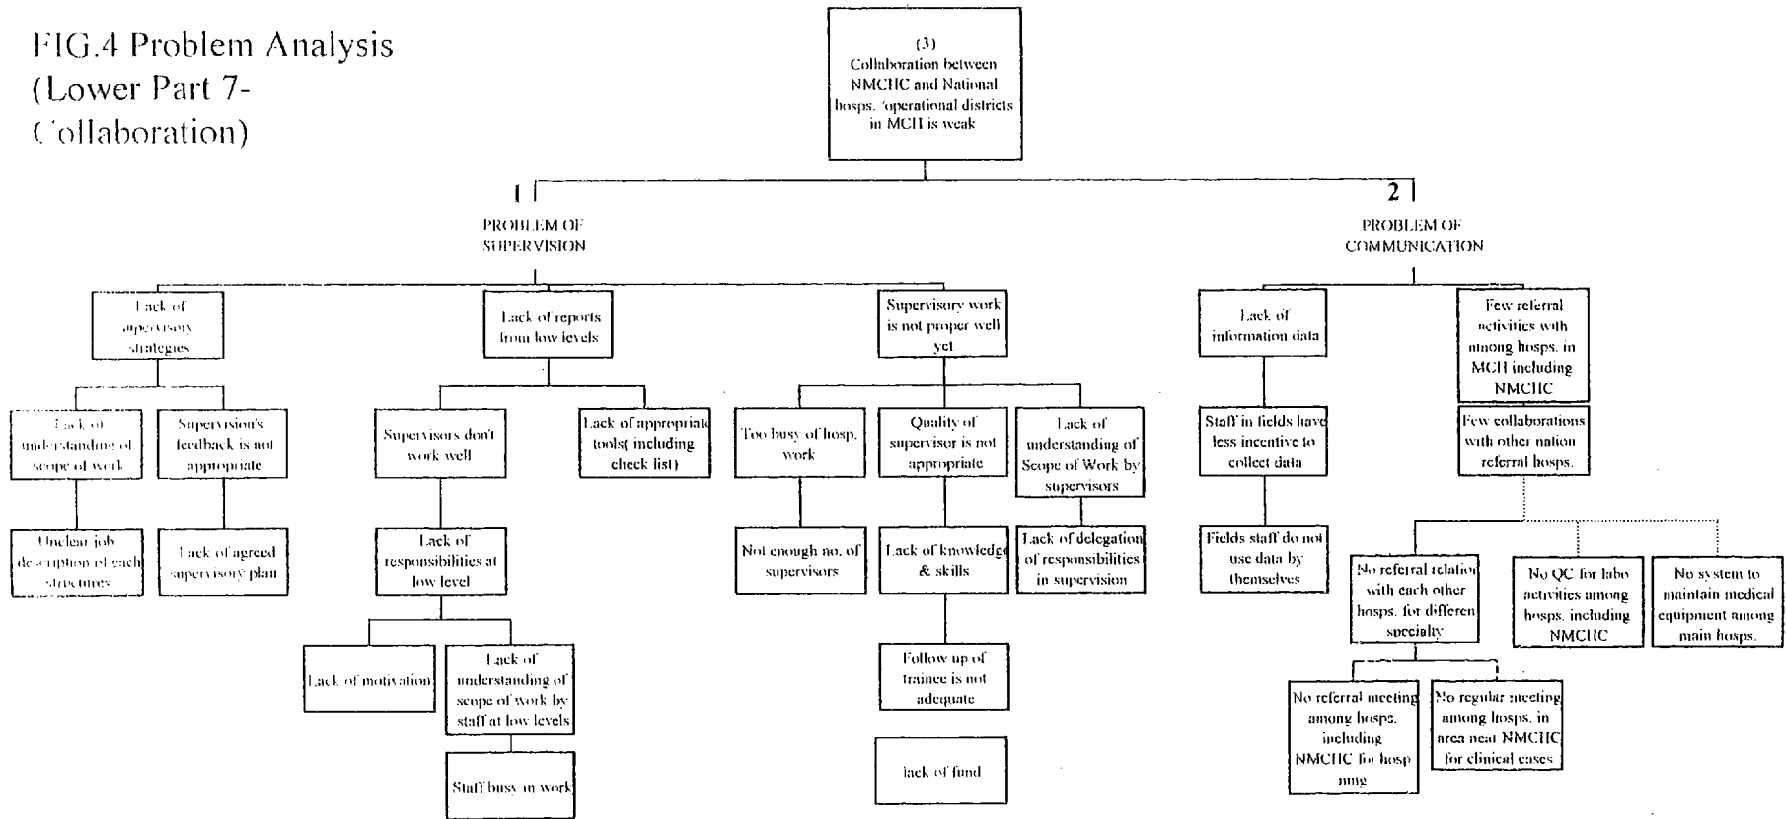 FIG.4 Problem Analysis
(Lower Part 7-
Collaboration)
(3)
Collaboration between
NMCHC and National
hosps. /operational districts
in MCH is weak
1
2
PROBLEM OF
SUPERVISION
PROBLEM OF
COMMUNICATION
Lack of
supervisory
strategies
Lack of reports
from low levels
Supervisory work
is not proper well
yet
Lack of
information data
Few referral
activities with
among hosps. in
MCH including
NMCHC
Lack of
understanding of
scope of work
Supervision's
feedback is not
appropriate
Supervisors don't
work well
Lack of appropriate
tools( including
check list)
Too busy of hosp.
work
Quality of
supervisor is not
appropriate
Lack of
understanding of
Scope of Work by
supervisors
Staff in fields have
less incentive to
collect data
Few collaborations
with other nation
referral hosps.
Unclear job
description of each
structures
Lack of agreed
supervisory plan
Lack of
responsibilities at
low level
Not enough no. of
supervisors
Lack of knowledge
& skills
Lack of delegation
of responsibilities
in supervision
Fields staff do not
use data by
themselves
No referral relation
with each other
hosps. for differen
specialty
No QC for labo
activities among
hosps. including
NMCHC
No system to
maintain medical
equipment among
main hosps.
Lack of motivation
Lack of
understanding of
scope of work by
staff at low levels
Follow up of
trainee is not
adequate
No referral meeting
among hosps.
including
NMCHC for hosp
mng
No regular meeting
among hosps. in
area near NMCHC
for clinical cases
Staff busy in work
lack of fund